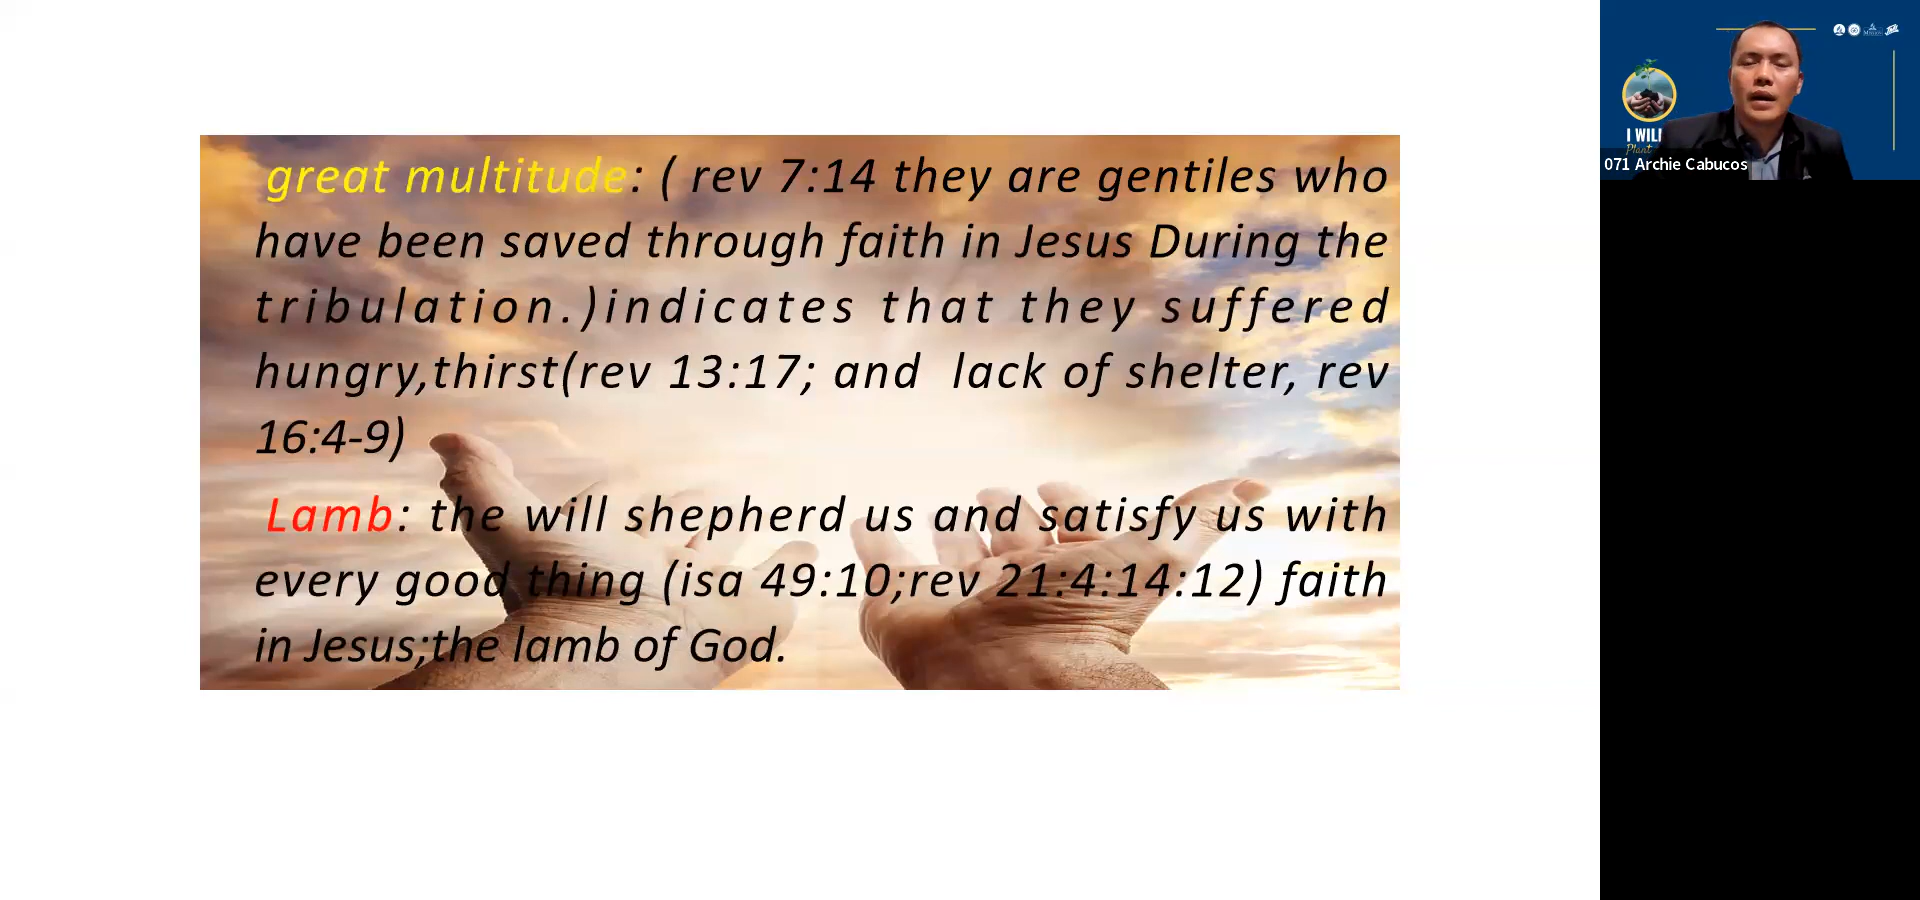 great multitude: ( rev 7:14 they are gentiles who
have been saved through faith in Jesus During the
tribulation.)indicates that they suffered
hungry,thirst(rev 13:17; and lack of shelter, rev
16:4-9)
Lamb: the will shepherd us and satisfy us with
every good thing (isa 49:10;rev 21:4:14:12) faith
in Jesus;the lamb of God.
I WILL
Plant
071 Archie Cabucos